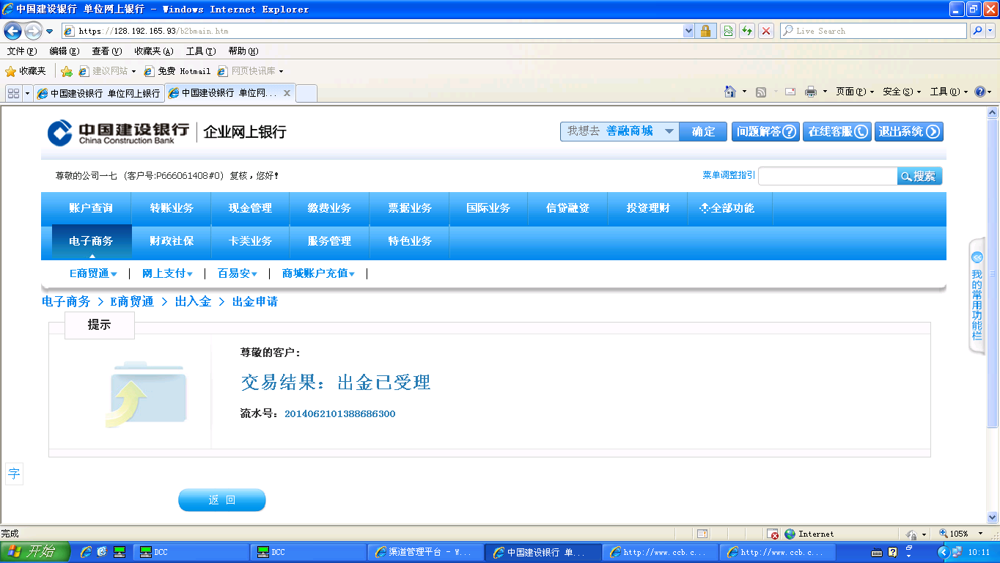 中国建设银行 单位网上银行 - Windows Internet Explorer
https://128.192.165.93/b2bmain.htm
Live Search
文件(F) 编辑(E) 查看(V) 收藏夹(A) 工具(T) 帮助(H)
收藏夹 建议网站 免费 Hotmail 网页快讯库
中国建设银行 单位网上银行 中国建设银行 单位网... 页面(P) 安全(S) 工具(O)
中国建设银行 China Construction Bank 企业网上银行
我想去 善融商城 确定 问题解答 在线客服 退出系统
尊敬的公司一七 (客户号:P666061408#0) 复核，您好！
菜单调整指引 搜索
账户查询 转账业务 现金管理 缴费业务 票据业务 国际业务 信贷融资 投资理财 全部功能
电子商务 财政社保 卡类业务 服务管理 特色业务
E商贸通 网上支付 百易安 商城账户充值
我的常用功能栏
电子商务 > E商贸通 > 出入金 > 出金申请
提示
尊敬的客户：
交易结果：出金已受理
流水号：2014062101388686300
字
返 回
完成 Internet 105%
开始 DCC DCC 渠道管理平台 - W... 中国建设银行 单... http://www.ccb.c... http://www.ccb.c... 10:11